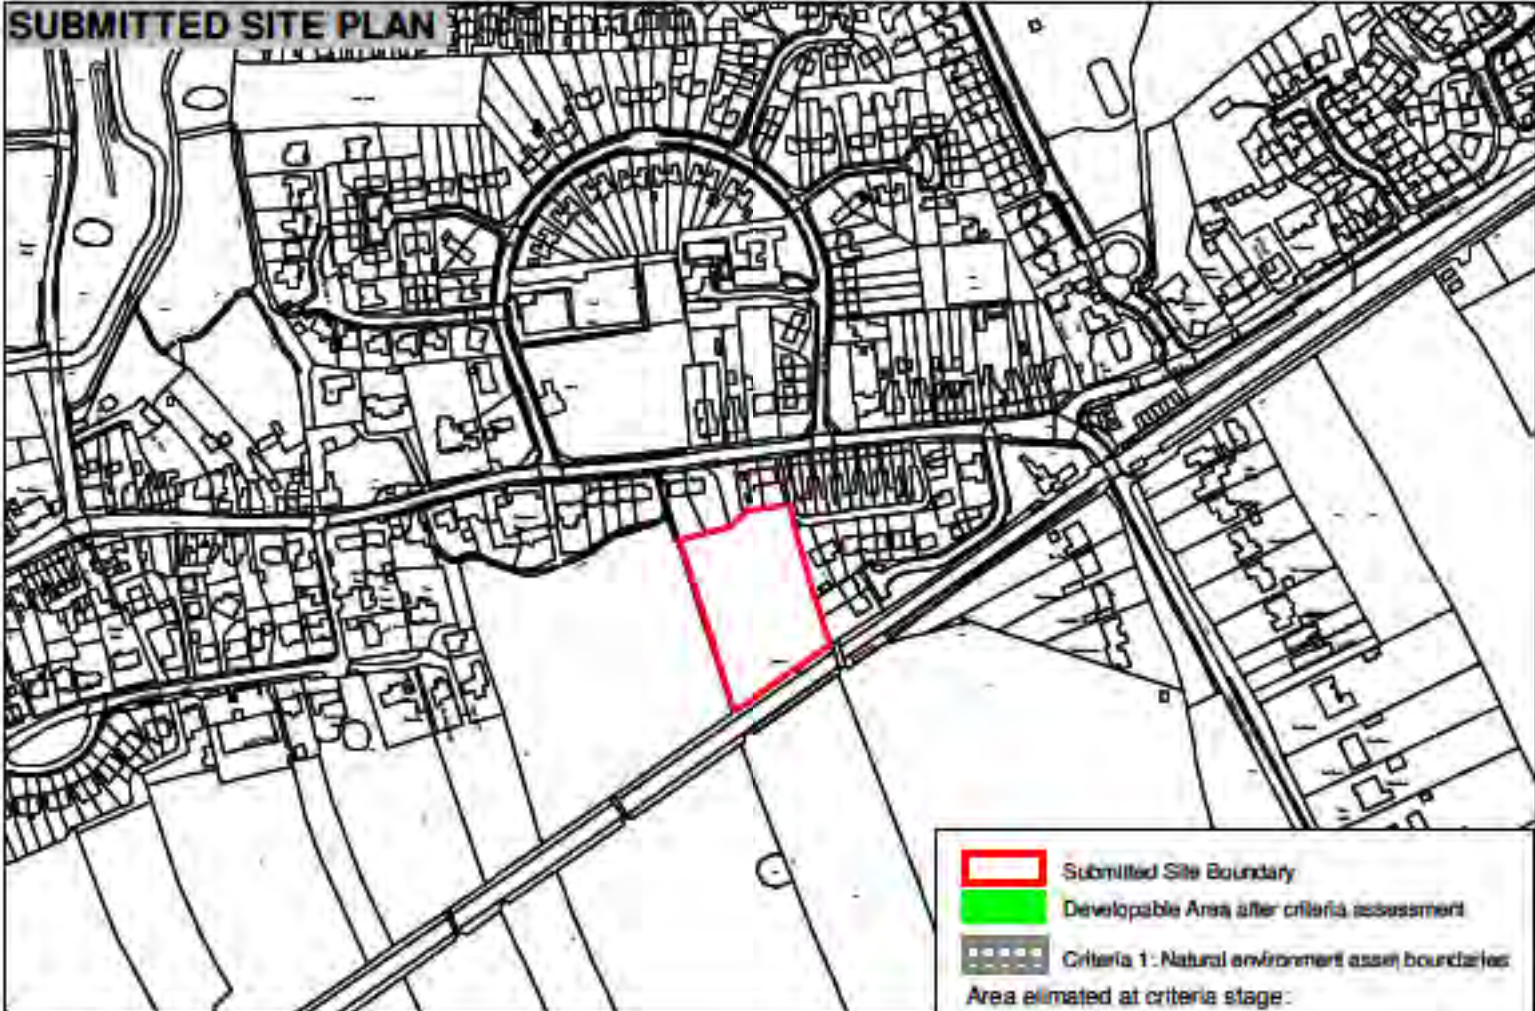 SUBMITTED SITE PLAN
Submitted Site Boundary
Developable Area after criteria assessment
Criteria 1: Natural environment asset boundaries
Area elimated at criteria stage: